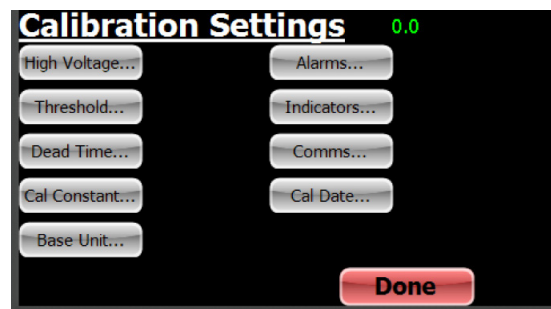 Calibration Settings 0.0
High Voltage... Alarms...
Threshold... Indicators...
Dead Time... Comms...
Cal Constant... Cal Date...
Base Unit...
Done